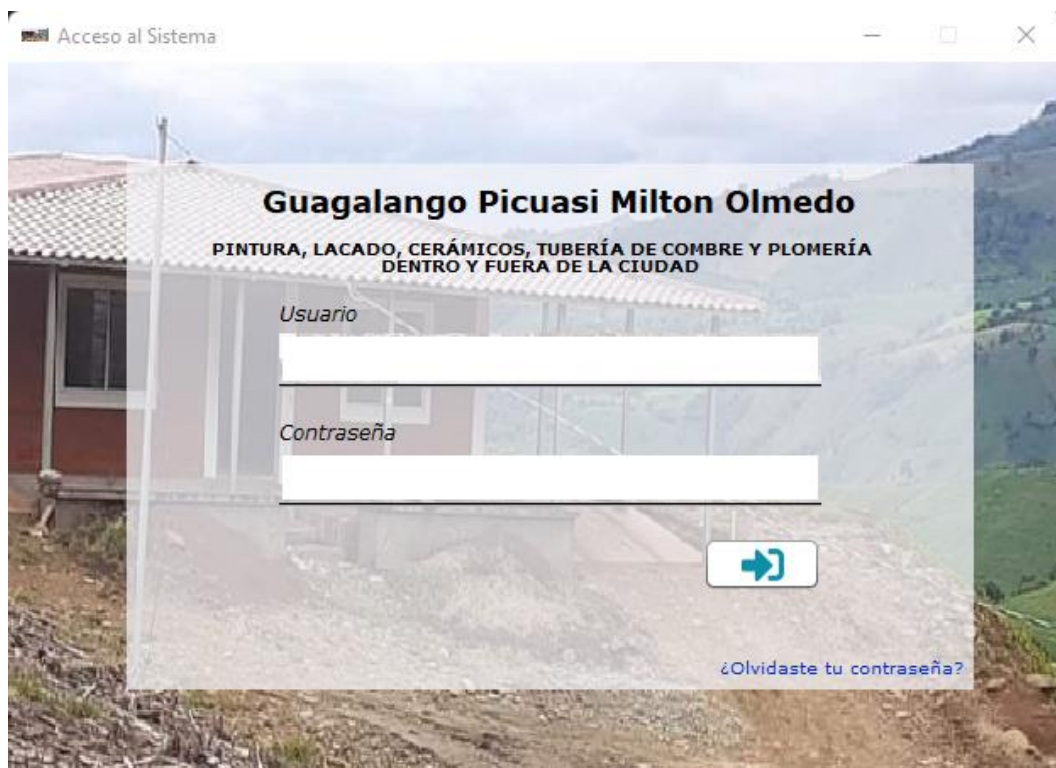 Acceso al Sistema
Guagalango Picuasi Milton Olmedo
PINTURA, LACADO, CERÁMICOS, TUBERÍA DE COMBRE Y PLOMERÍA
DENTRO Y FUERA DE LA CIUDAD
Usuario
Contraseña
¿Olvidaste tu contraseña?